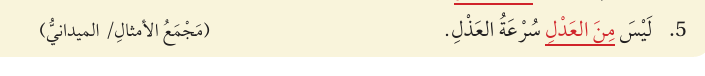 5. لَيْسَ مِنَ العَدْلِ سُرْعَةُ العَذْلِ. (مَجْمَعُ الأمثالِ/ الميدانيُّ)